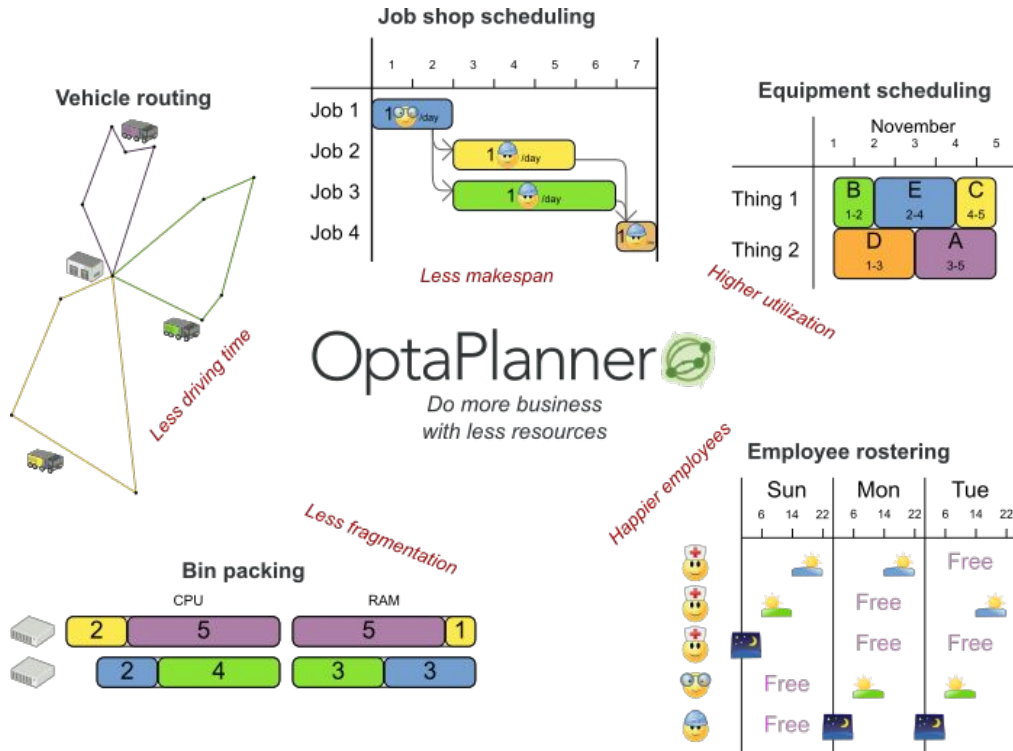 Job shop scheduling
1 2 3 4 5 6 7
Job 1
1 /day
Job 2
1 /day
Job 3
1 /day
Job 4
1
Less makespan
Vehicle routing
Less driving time
Equipment scheduling
November
1 2 3 4 5
Thing 1
B E C
1-2 2-4 4-5
Thing 2
D A
1-3 3-5
Higher utilization
OptaPlanner
Do more business
with less resources
Less fragmentation
Bin packing
CPU RAM
2 5 5 1
2 4 3 3
Happier employees
Employee rostering
Sun Mon Tue
6 14 22 6 14 22 6 14 22
Free
Free
Free Free
Free
Free